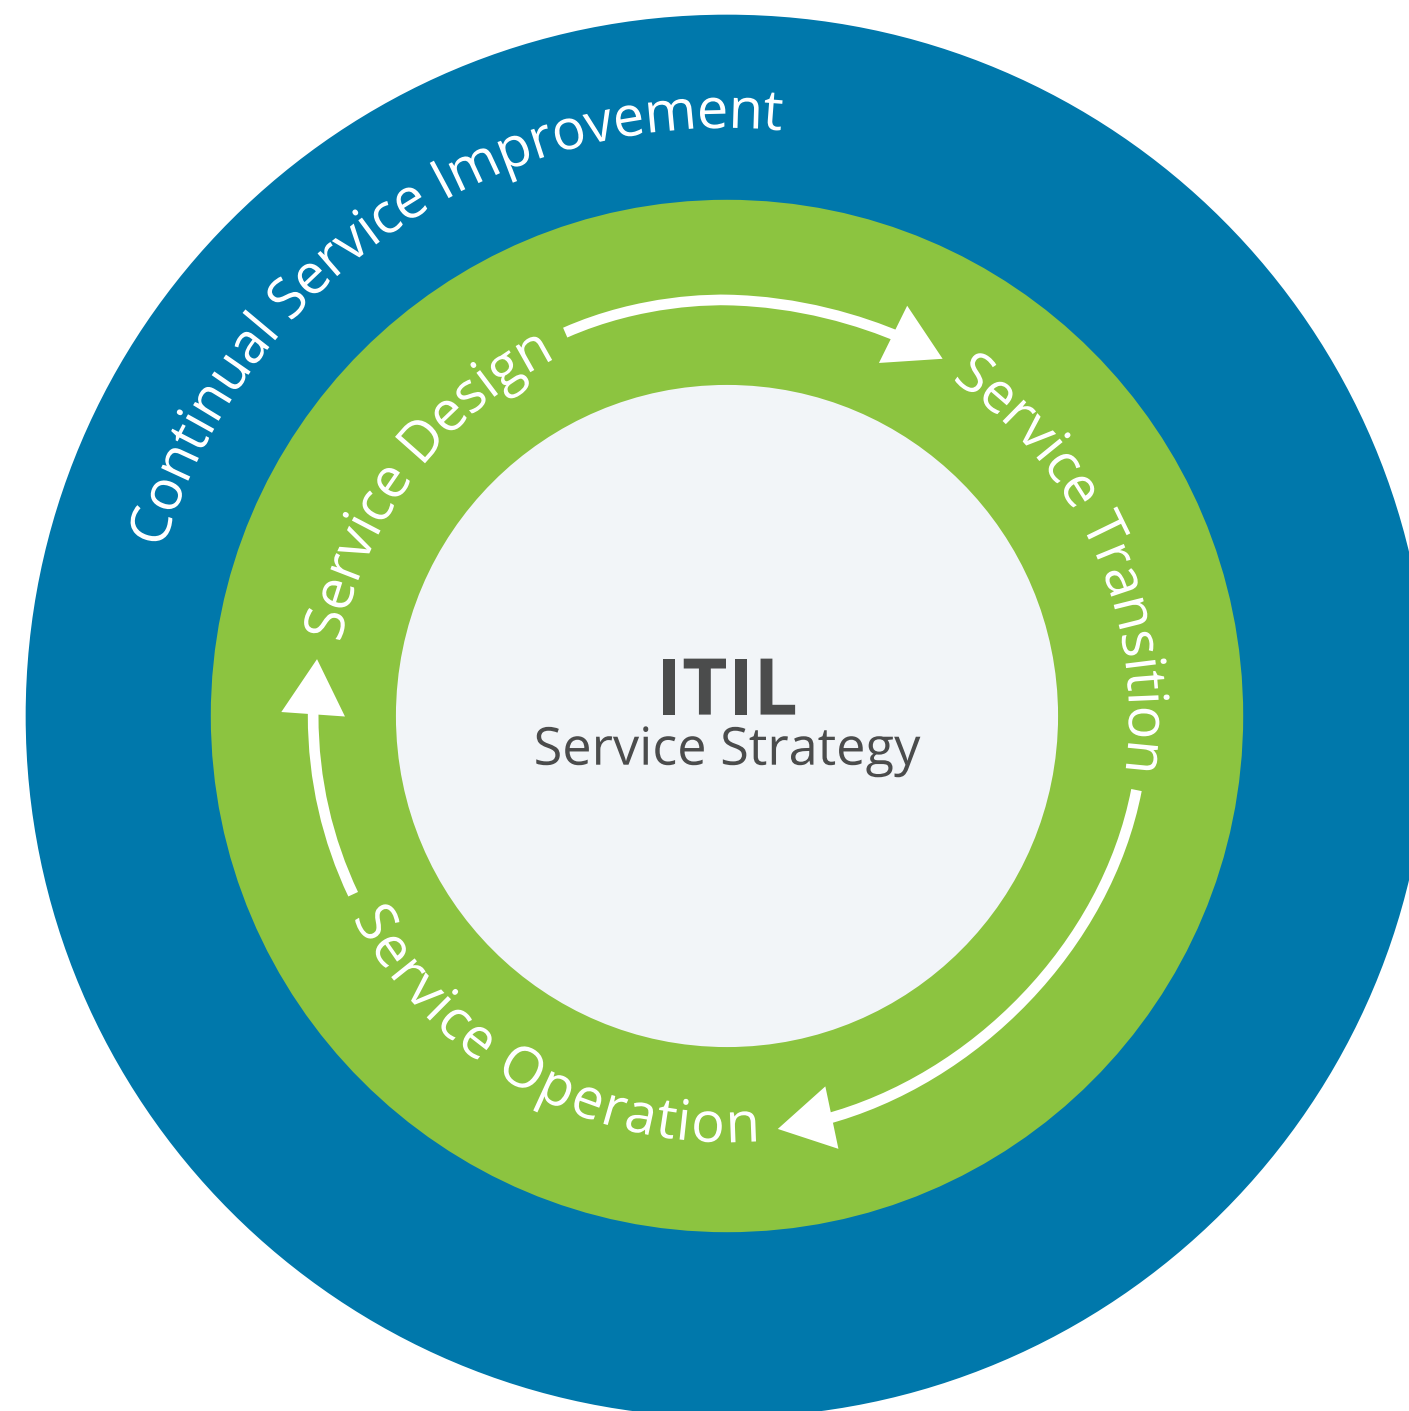 Continual Service Improvement
Service Design
Service Transition
ITIL
Service Strategy
Service Operation